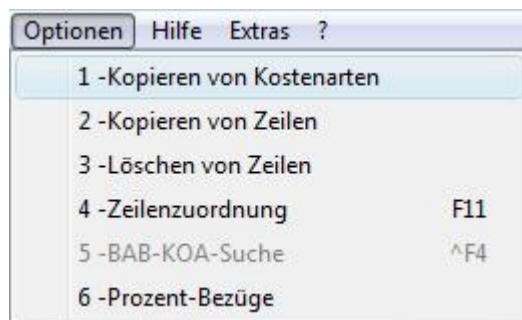 Optionen Hilfe Extras ?
1 -Kopieren von Kostenarten
2 -Kopieren von Zeilen
3 -Löschen von Zeilen
4 -Zeilenzuordnung F11
5 -BAB-KOA-Suche ^F4
6 -Prozent-Bezüge